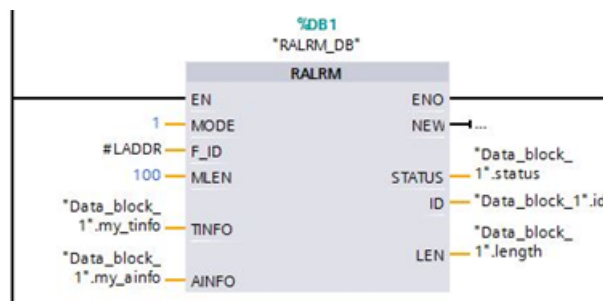 %DB1
"RALRM_DB"
RALRM
EN ENO
1 MODE NEW ...
#LADDR F_ID
100 MLEN STATUS "Data_block_
1".status
ID "Data_block_1".id
"Data_block_
1".my_tinfo TINFO
LEN "Data_block_
1".length
"Data_block_
1".my_ainfo AINFO